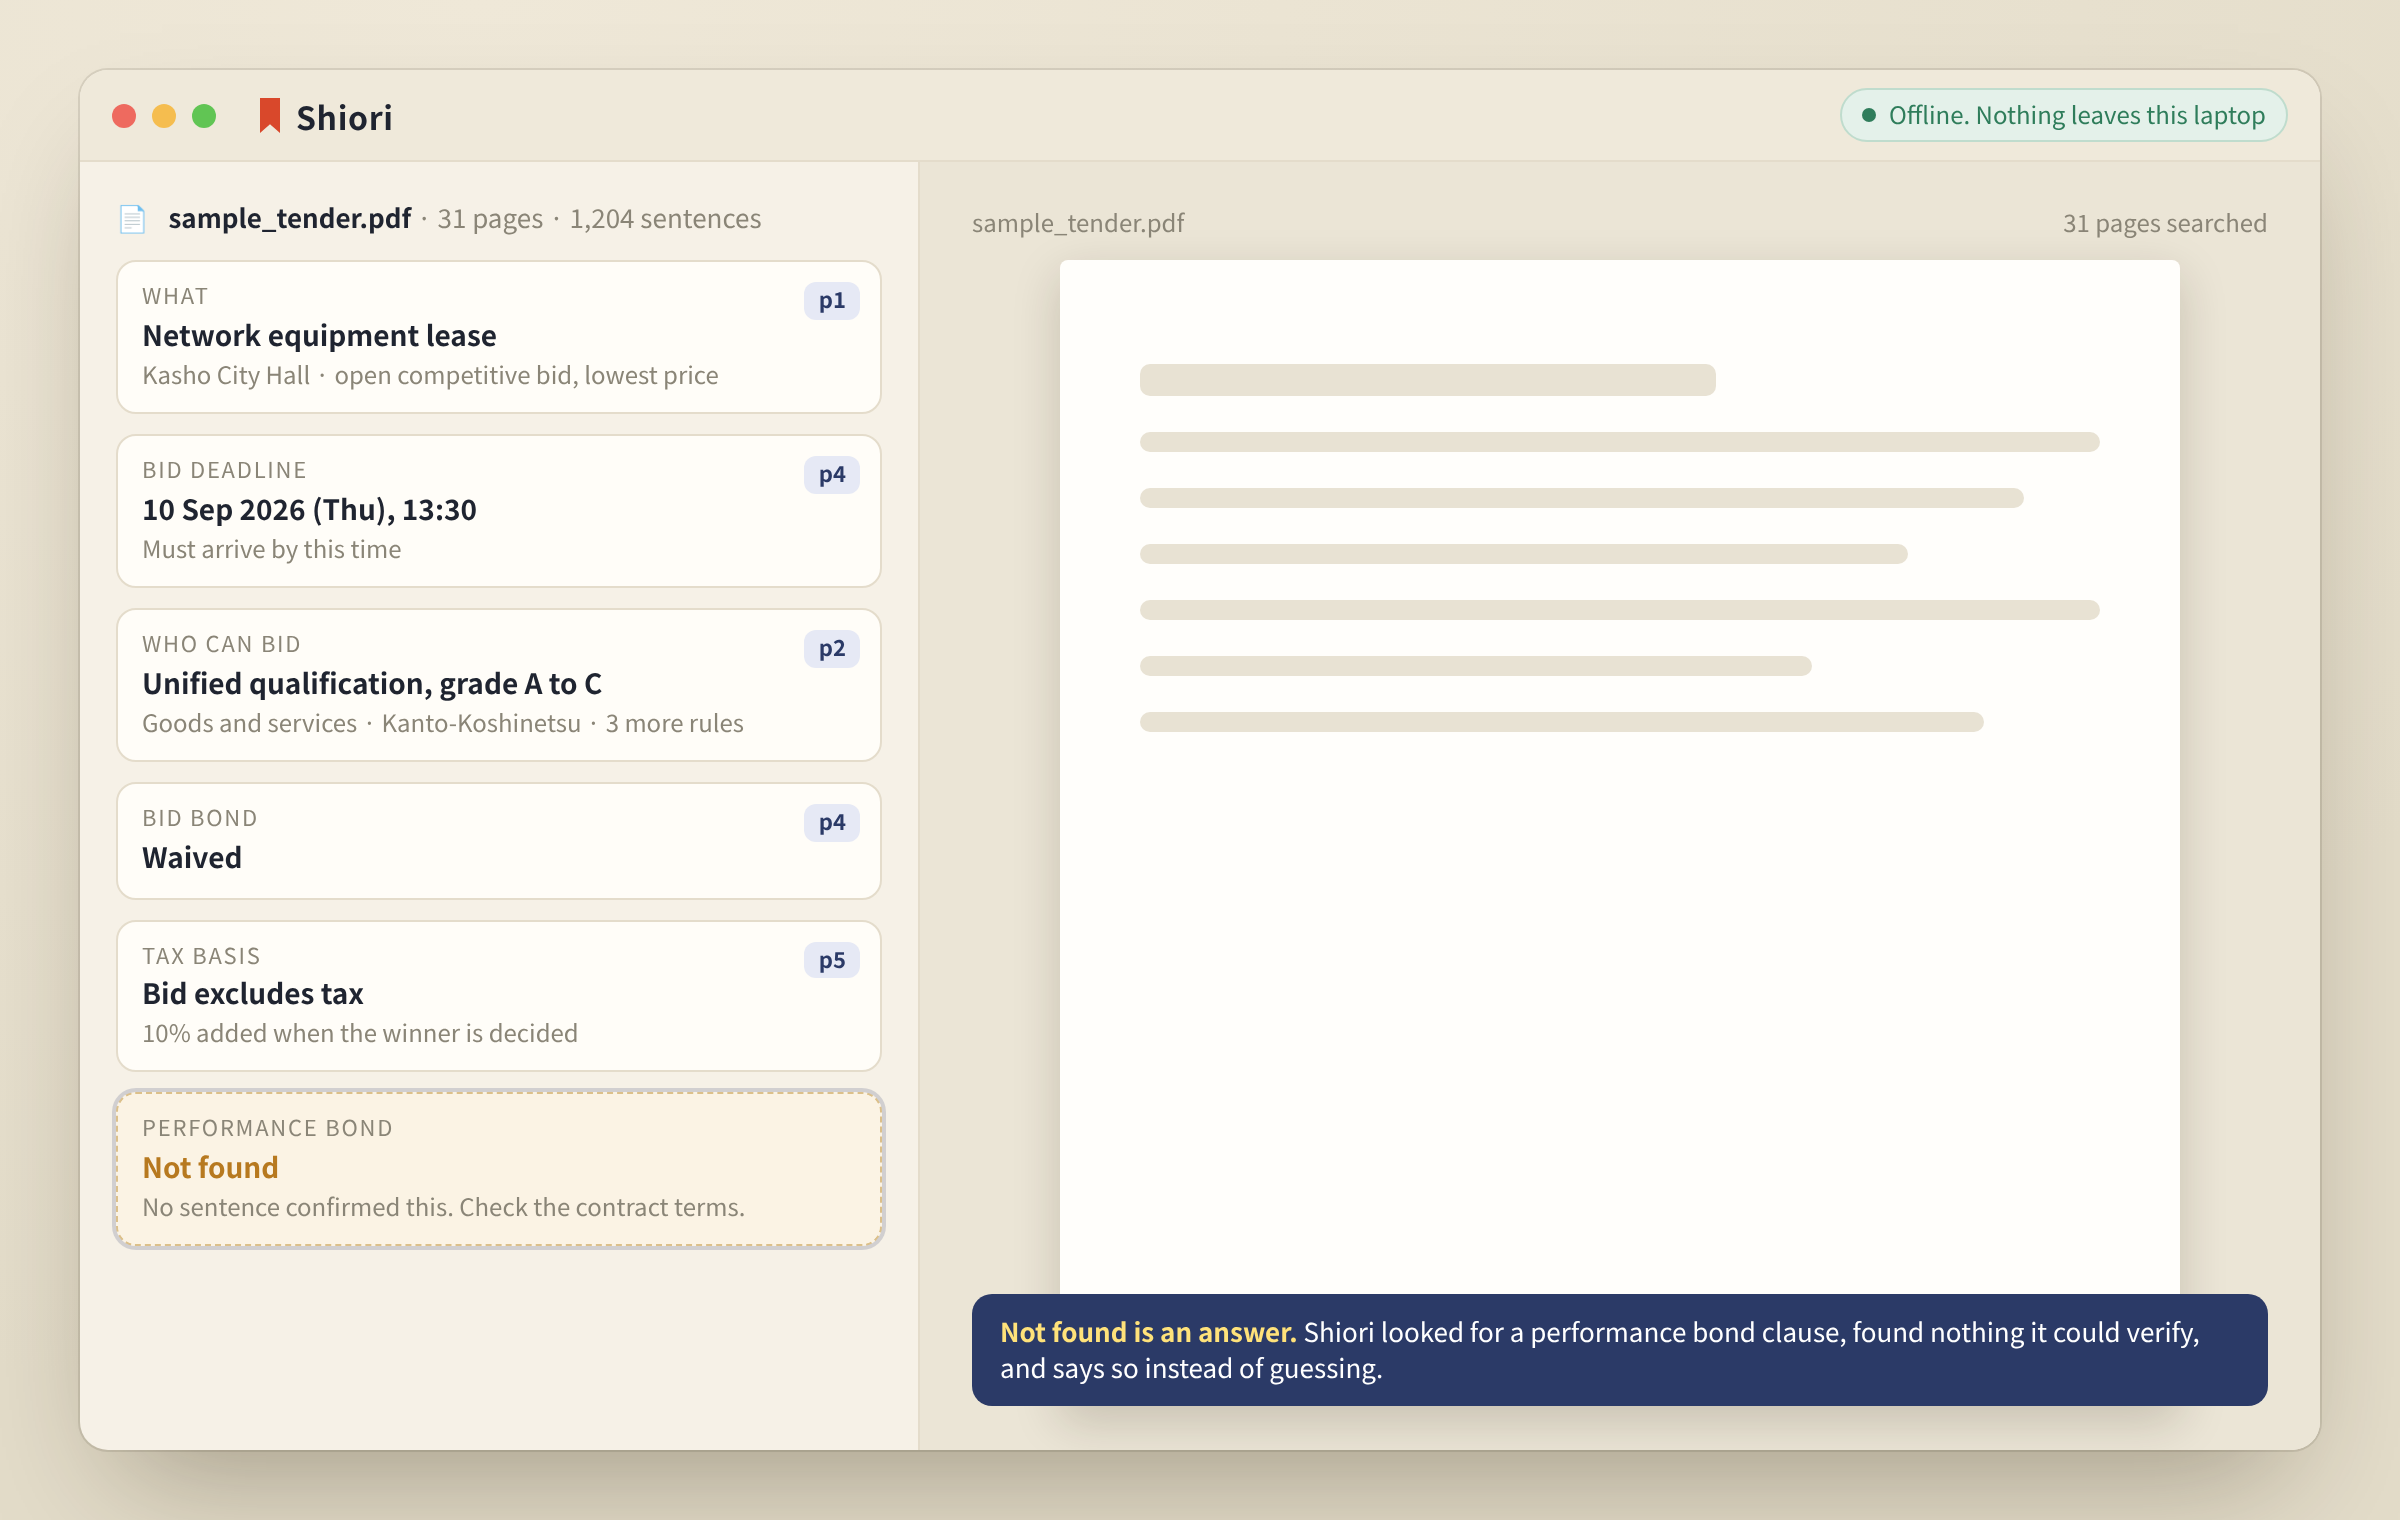 Shiori
Offline. Nothing leaves this laptop
sample_tender.pdf · 31 pages · 1,204 sentences
WHAT
p1
Network equipment lease
Kasho City Hall · open competitive bid, lowest price
BID DEADLINE
p4
10 Sep 2026 (Thu), 13:30
Must arrive by this time
WHO CAN BID
p2
Unified qualification, grade A to C
Goods and services · Kanto-Koshinetsu · 3 more rules
BID BOND
p4
Waived
TAX BASIS
p5
Bid excludes tax
10% added when the winner is decided
PERFORMANCE BOND
Not found
No sentence confirmed this. Check the contract terms.
sample_tender.pdf
31 pages searched
Not found is an answer. Shiori looked for a performance bond clause, found nothing it could verify,
and says so instead of guessing.